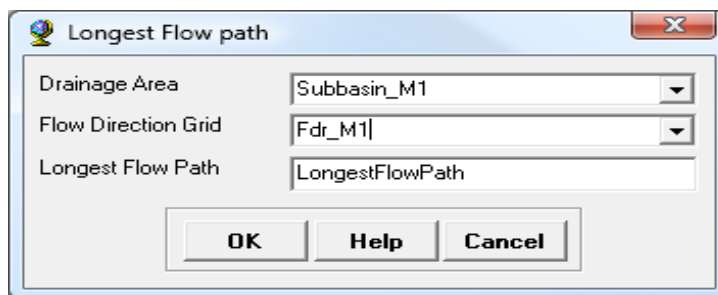 Longest Flow path
Drainage Area Subbasin_M1
Flow Direction Grid Fdr_M1
Longest Flow Path LongestFlowPath
OK Help Cancel